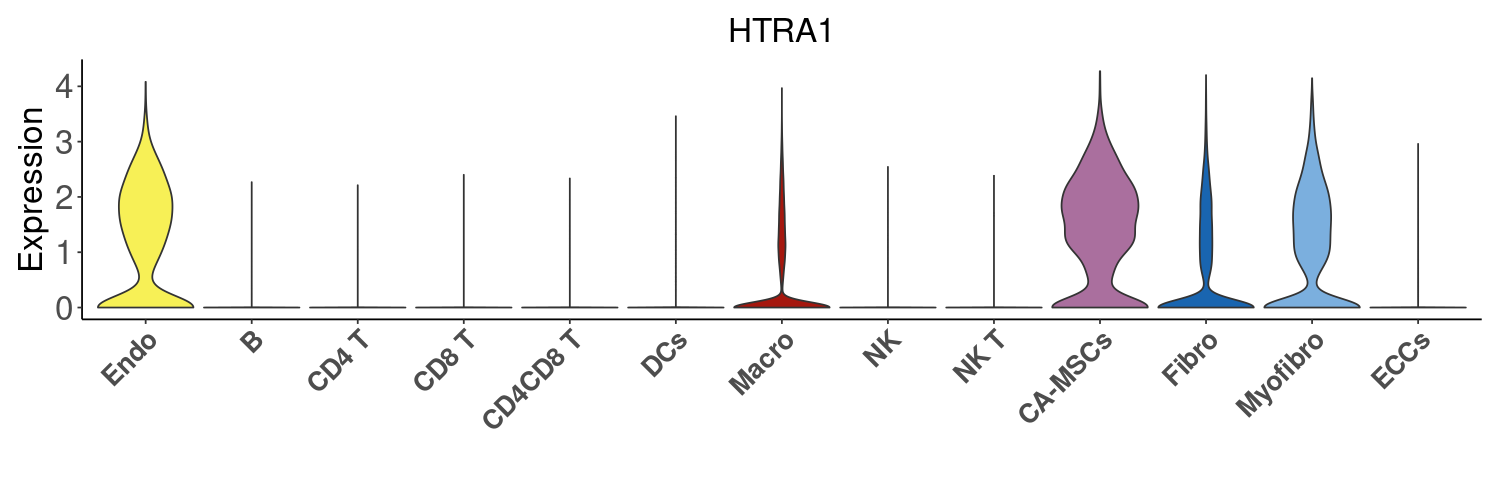 HTRA1
Expression
4
3
2
1
0
Endo
B
CD4 T
CD8 T
CD4CD8 T
DCs
Macro
NK
NK T
CA-MSCs
Fibro
Myofibro
ECCs